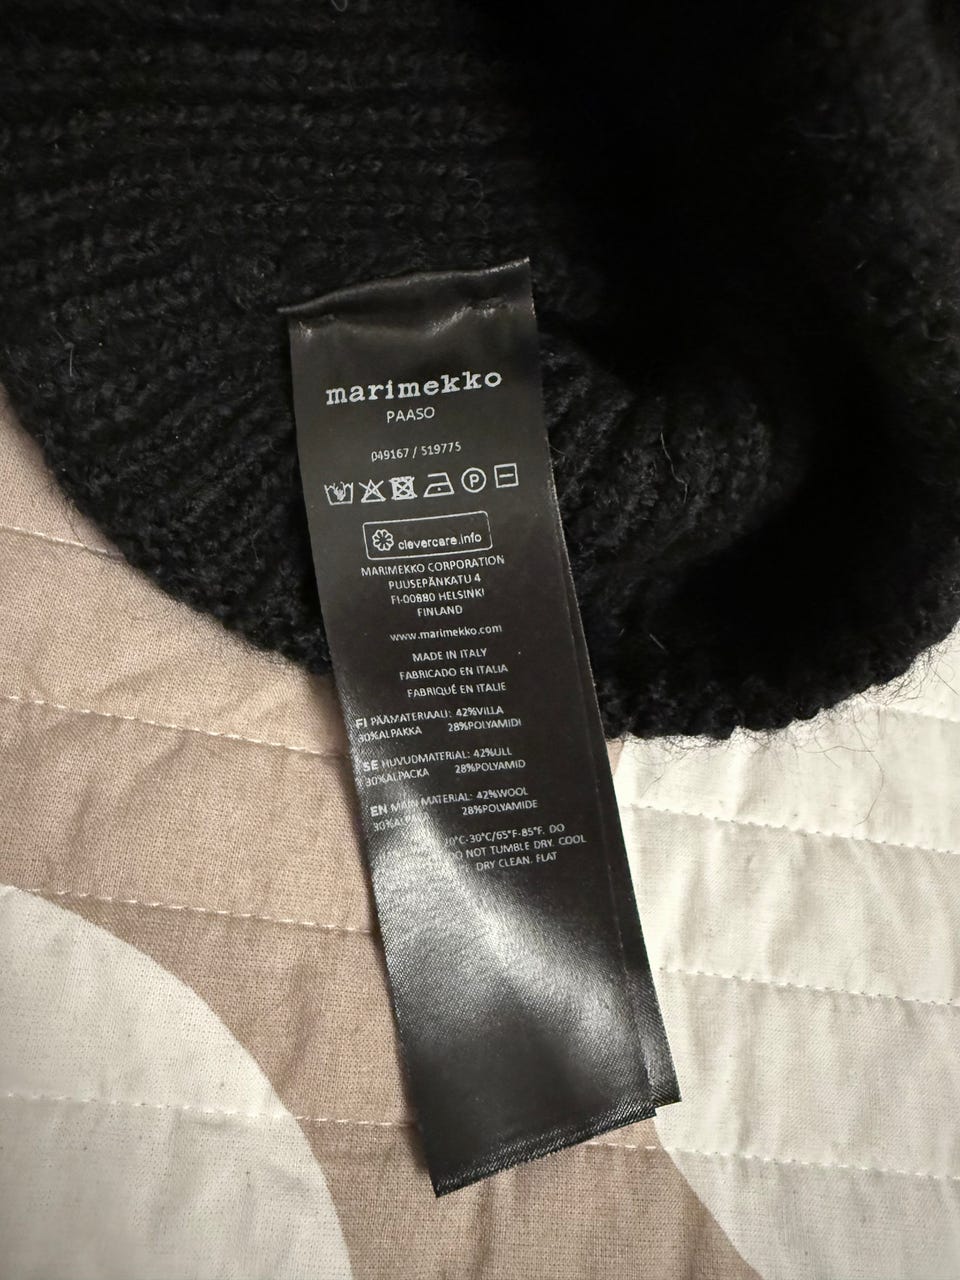 marimekko
PAASO
049167 / 519775
P
clevercare.info
MARIMEKKO CORPORATION
PUUSEPÄNKATU 4
FI-00880 HELSINKI
FINLAND
www.marimekko.com
MADE IN ITALY
FABRICADO EN ITALIA
FABRIQUÉ EN ITALIE
FI PÄÄMATERIAALI: 42%VILLA
30%ALPAKKA 28%POLYAMIDI
SE HUVUDMATERIAL: 42%ULL
30%ALPACKA 28%POLYAMID
EN MAIN MATERIAL: 42%WOOL
28%POLYAMIDE
0°C-30°C/65°F-85°F. DO
DO NOT TUMBLE DRY. COOL
DRY CLEAN. FLAT